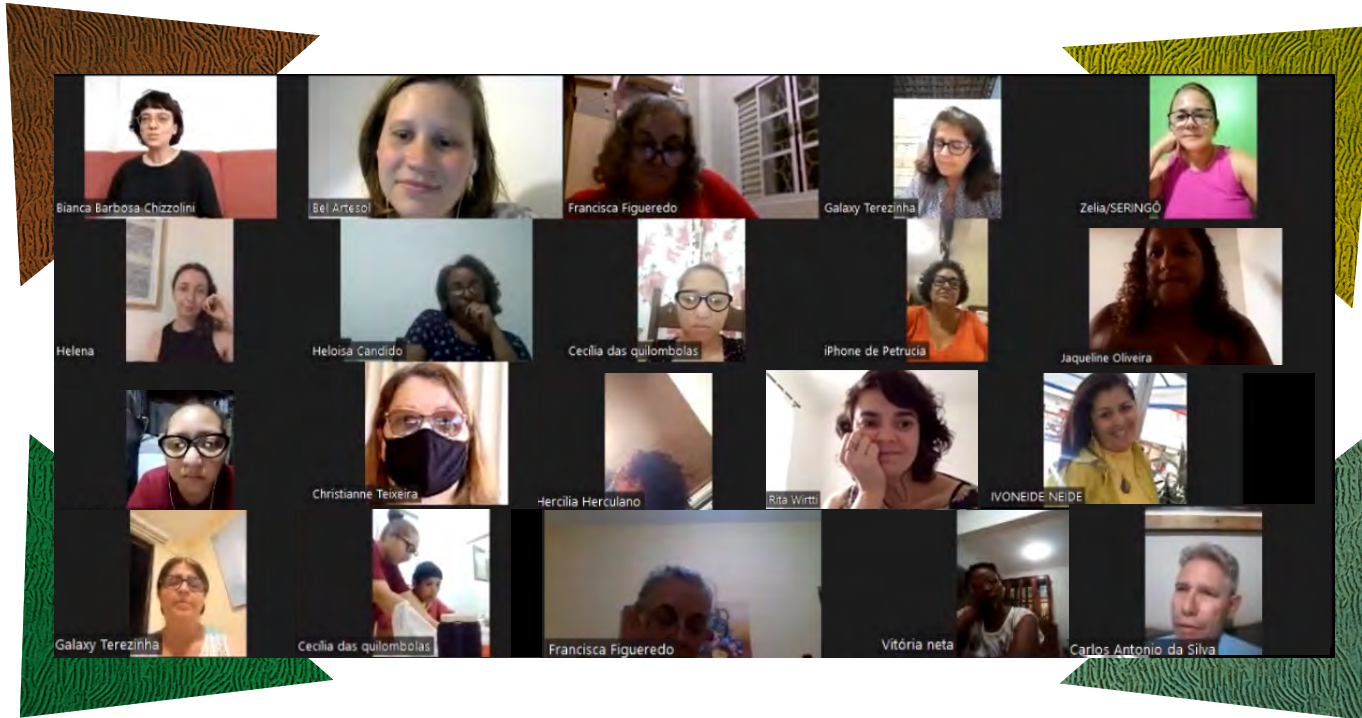 Bianca Barbosa Chizzolini
Bel Artesol
Francisca Figueredo
Galaxy Terezinha
Zelia/SERINGÔ
Helena
Heloisa Candido
Cecília das quilombolas
iPhone de Petrucia
Jaqueline Oliveira
Christianne Teixeira
Hercilia Herculano
Rita Wirtti
IVONEIDE NEIDE
Galaxy Terezinha
Cecília das quilombolas
Francisca Figueredo
Vitória neta
Carlos Antonio da Silva